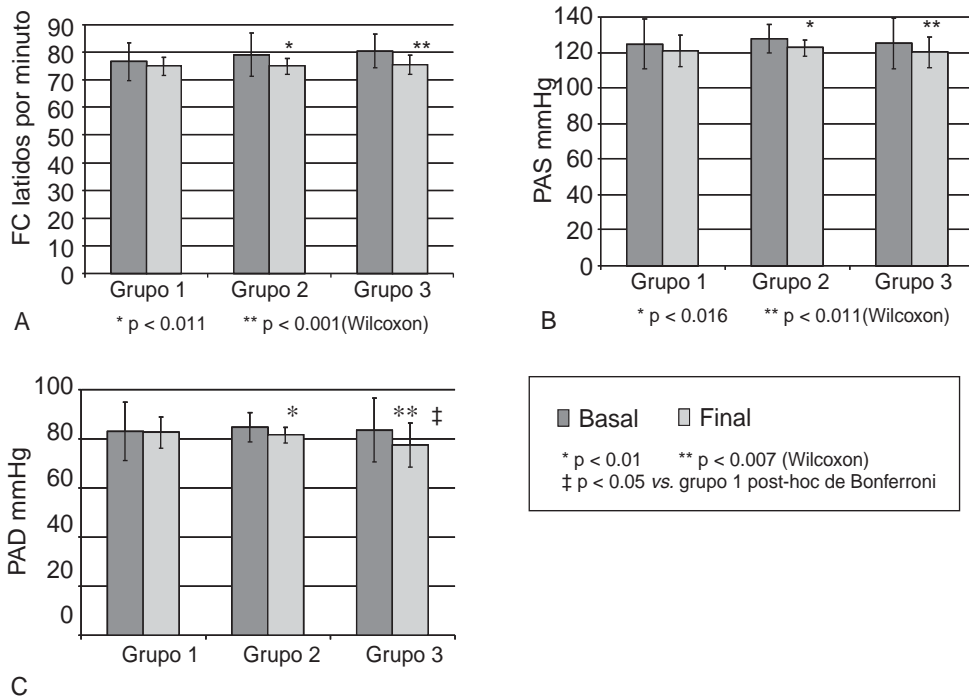 FC latidos por minuto
90
80
70
60
50
40
30
20
10
0
*
**
Grupo 1 Grupo 2 Grupo 3
A
* p < 0.011 ** p < 0.001(Wilcoxon)
PAS mmHg
140
120
100
80
60
40
20
0
*
**
Grupo 1 Grupo 2 Grupo 3
B
* p < 0.016 ** p < 0.011(Wilcoxon)
PAD mmHg
100
80
60
40
20
0
*
** ‡
Grupo 1 Grupo 2 Grupo 3
C
Basal Final
* p < 0.01 ** p < 0.007 (Wilcoxon)
‡ p < 0.05 vs. grupo 1 post-hoc de Bonferroni